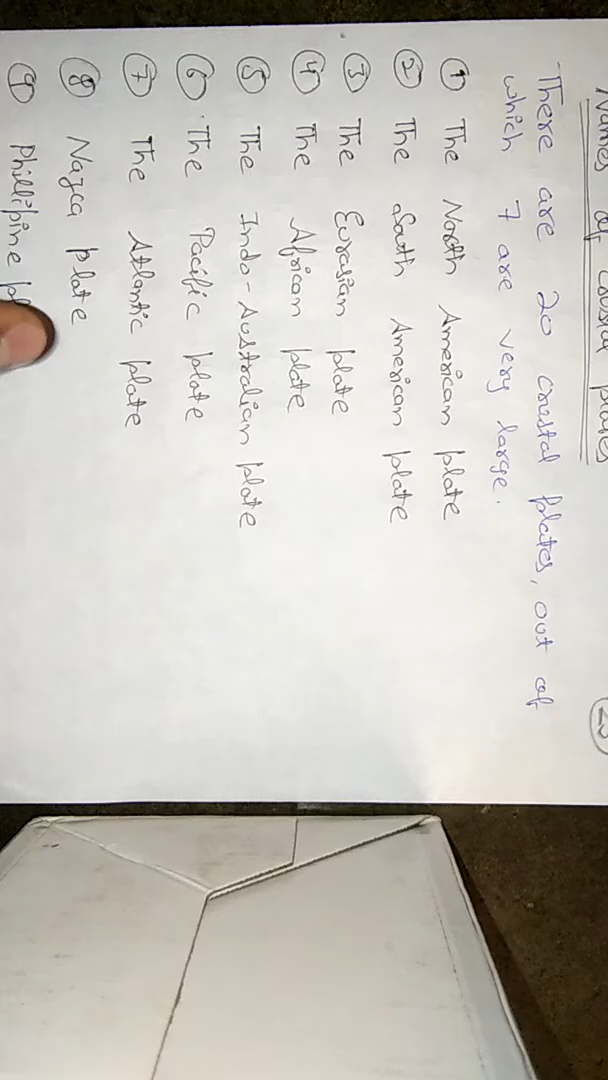 Names of crustal plates
There are 20 crustal plates, out of
which 7 are very large.
1 The North American plate
2 The South American plate
3 The Eurasian plate
4 The African plate
5 The Indo-Australian plate
6 The Pacific plate
7 The Atlantic plate
8 Nazca plate
9 Phillipine